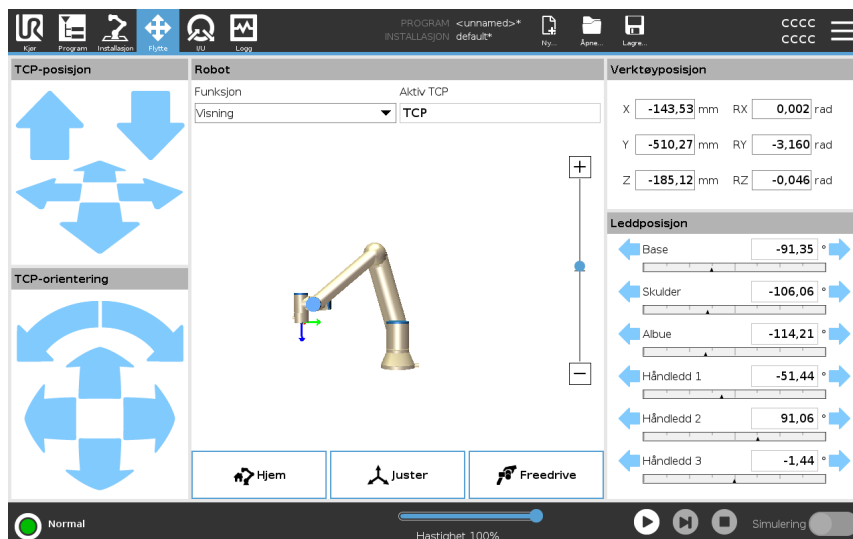 UR
PROGRAM <unnamed>*
INSTALLASJON default*
CCCC
CCCC
Kjør Program Installasjon Flytte I/U Logg Ny... Åpne... Lagre...
TCP-posisjon
Robot
Funksjon
Aktiv TCP
Visning
TCP
+
−
TCP-orientering
Hjem
Juster
Freedrive
Verktøyposisjon
X -143,53 mm RX 0,002 rad
Y -510,27 mm RY -3,160 rad
Z -185,12 mm RZ -0,046 rad
Leddposisjon
Base -91,35 °
Skulder -106,06 °
Albue -114,21 °
Håndledd 1 -51,44 °
Håndledd 2 91,06 °
Håndledd 3 -1,44 °
Normal
Hastighet 100%
Simulering